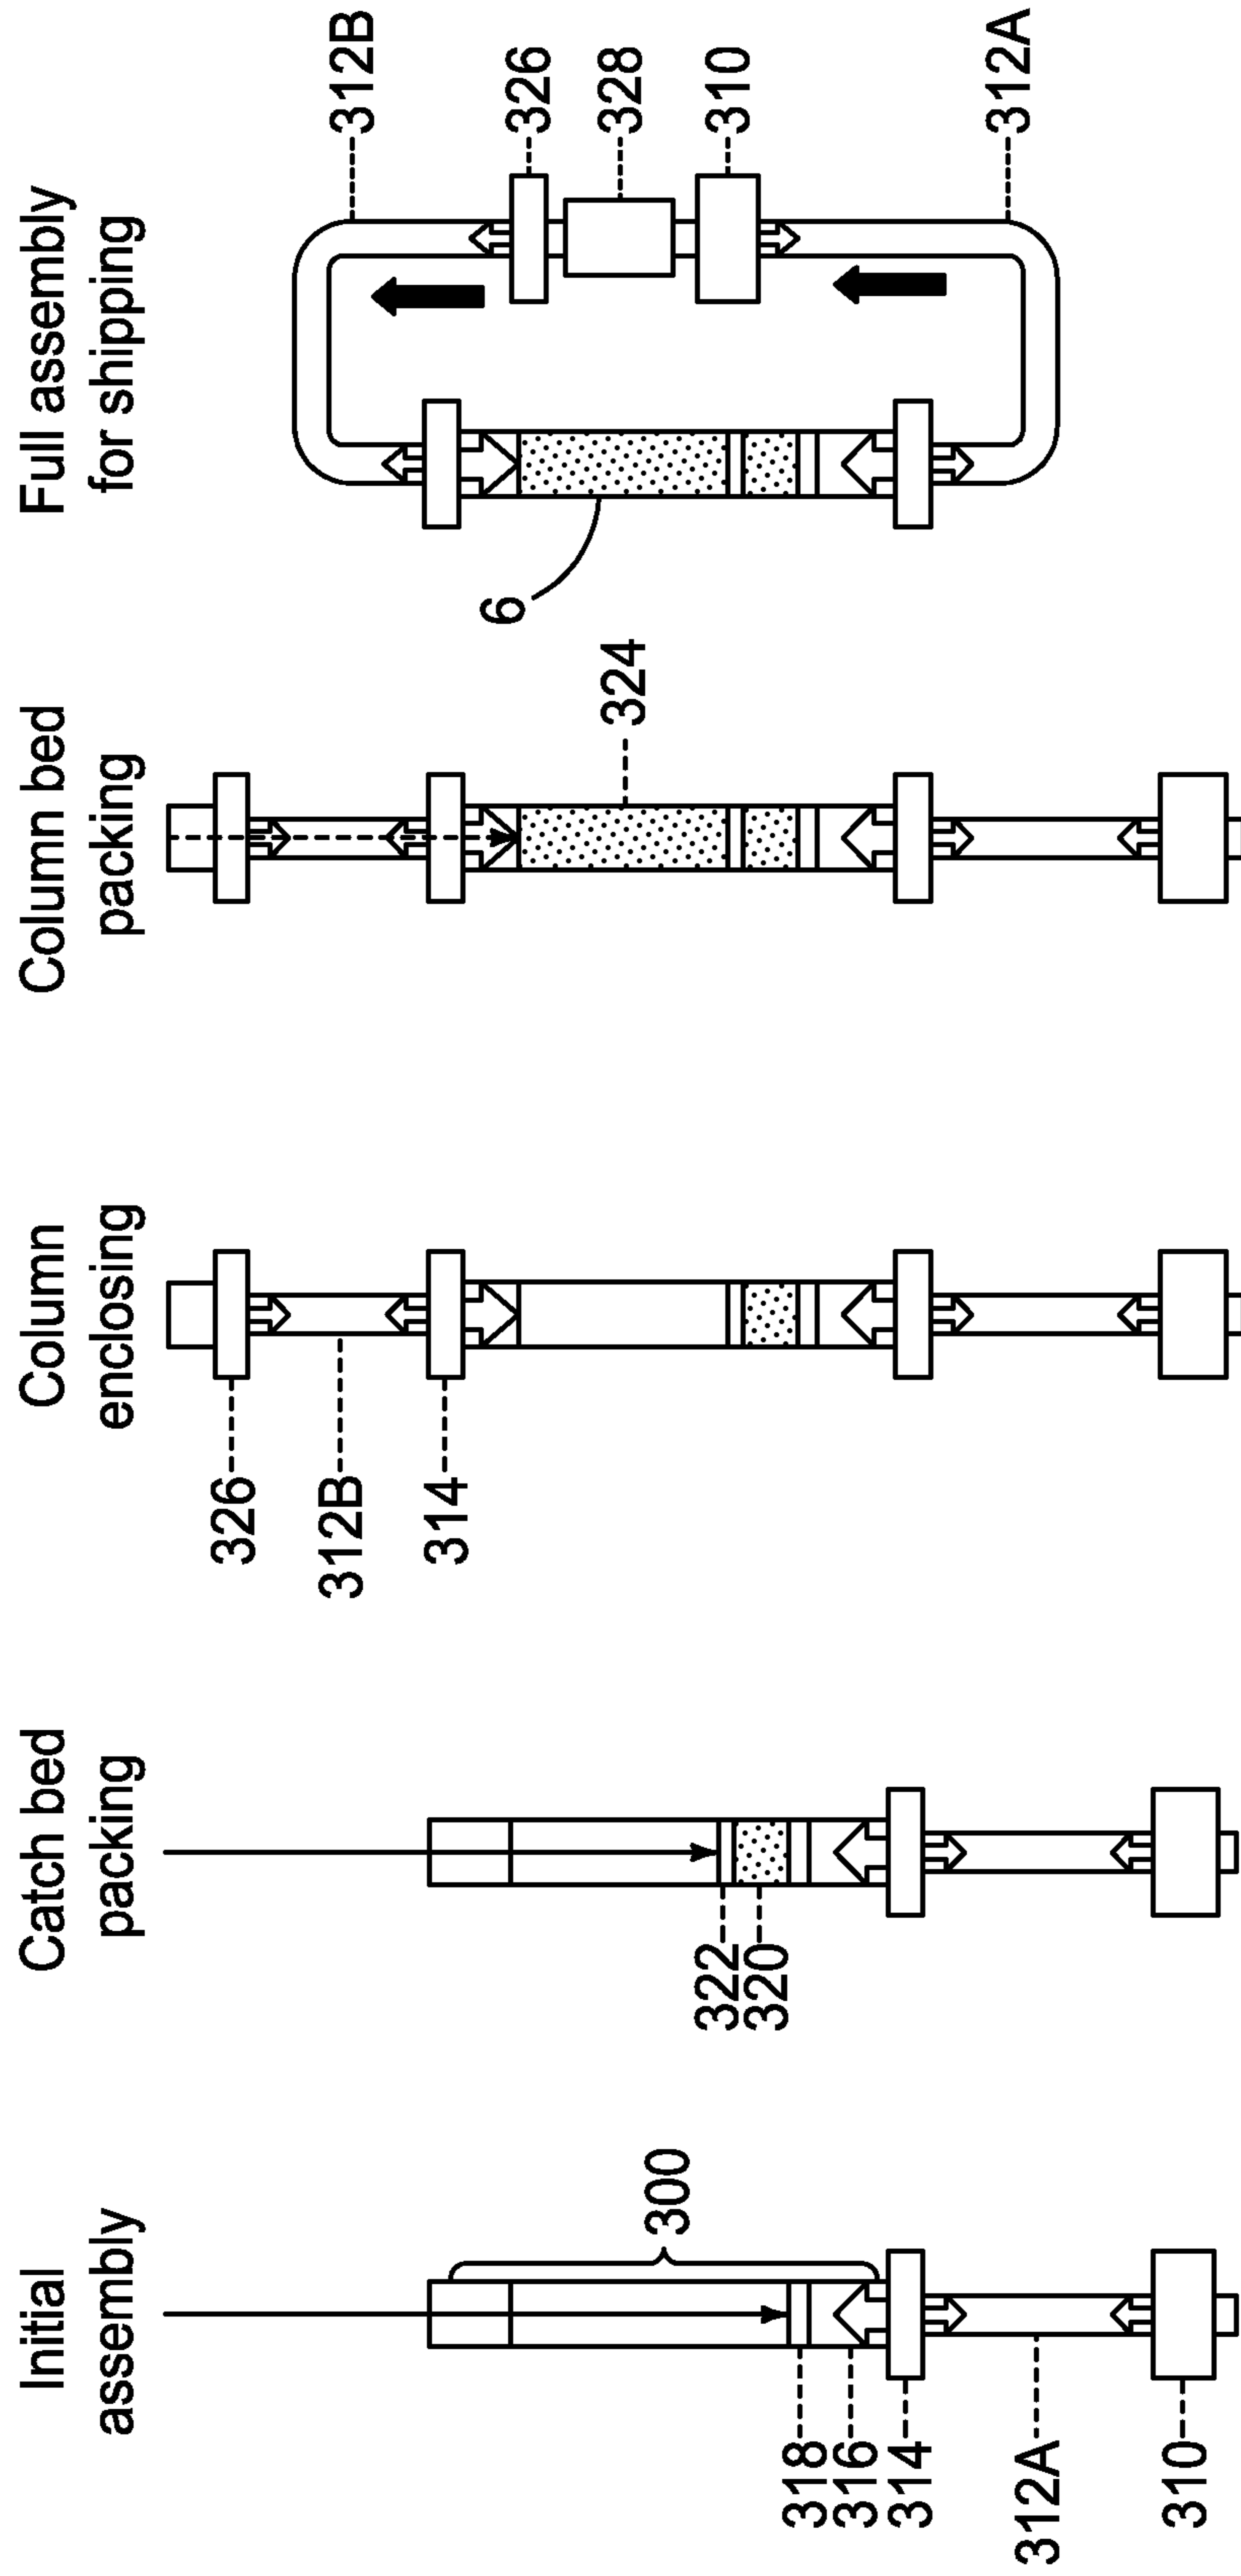 Initial
assembly
300
318
316
314
312A
310
Catch bed
packing
322
320
Column
enclosing
326
312B
314
Column bed
packing
324
Full assembly
for shipping
312B
326
328
310
312A
6